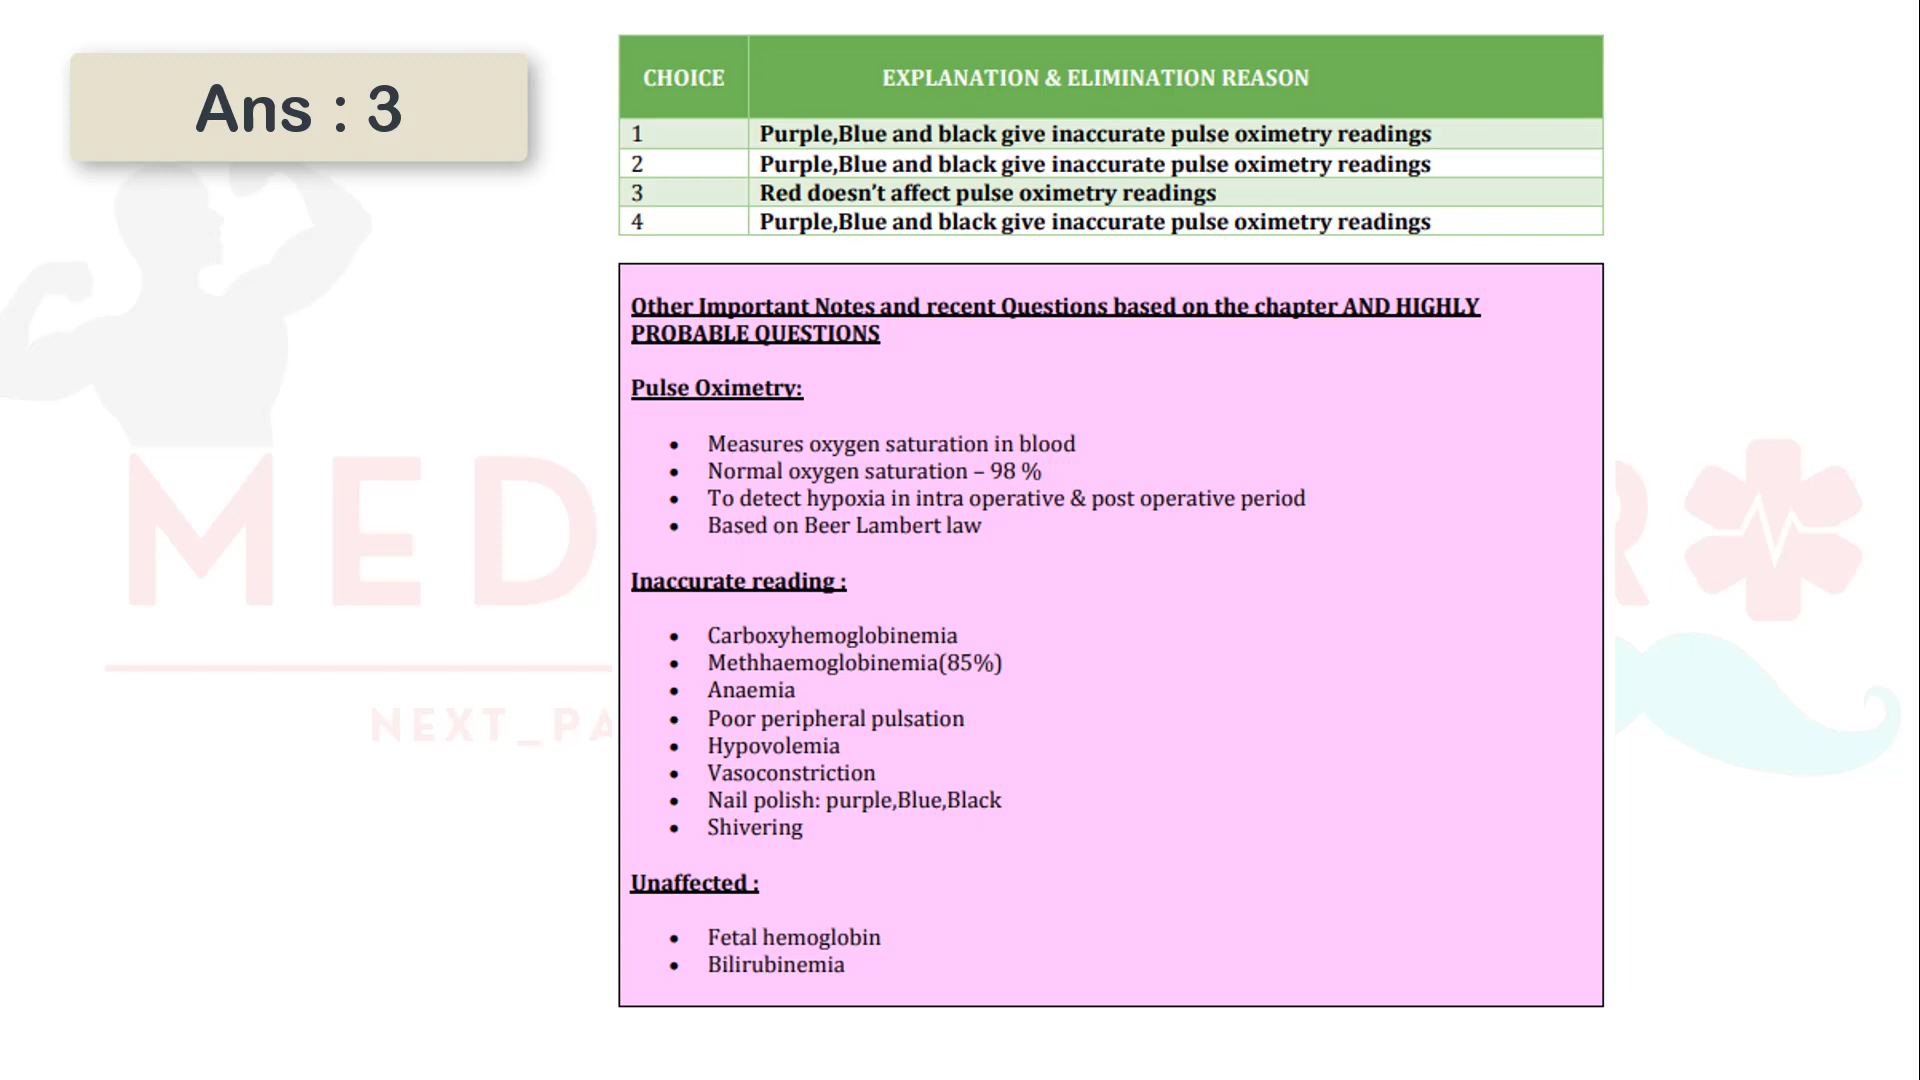 Ans : 3
CHOICE EXPLANATION & ELIMINATION REASON
1 Purple,Blue and black give inaccurate pulse oximetry readings
2 Purple,Blue and black give inaccurate pulse oximetry readings
3 Red doesn’t affect pulse oximetry readings
4 Purple,Blue and black give inaccurate pulse oximetry readings
Other Important Notes and recent Questions based on the chapter AND HIGHLY
PROBABLE QUESTIONS
Pulse Oximetry:
• Measures oxygen saturation in blood
• Normal oxygen saturation – 98 %
• To detect hypoxia in intra operative & post operative period
• Based on Beer Lambert law
Inaccurate reading :
• Carboxyhemoglobinemia
• Methhaemoglobinemia(85%)
• Anaemia
• Poor peripheral pulsation
• Hypovolemia
• Vasoconstriction
• Nail polish: purple,Blue,Black
• Shivering
Unaffected :
• Fetal hemoglobin
• Bilirubinemia
MED
NEXT_PA